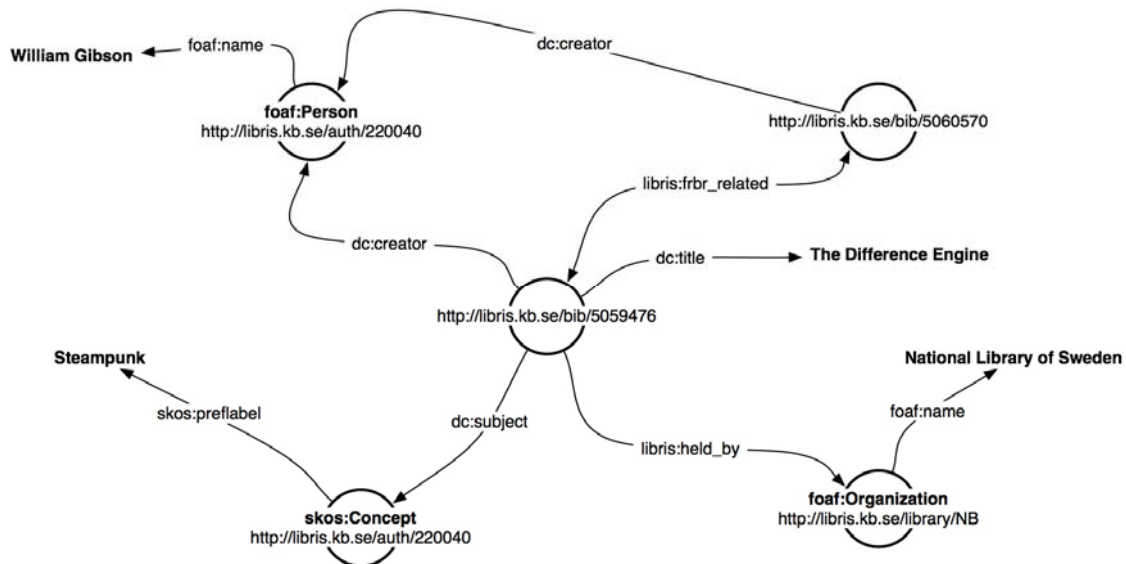 dc:creator
foaf:name
William Gibson
foaf:Person
http://libris.kb.se/auth/220040
http://libris.kb.se/bib/5060570
libris:frbr_related
dc:creator
dc:title
The Difference Engine
http://libris.kb.se/bib/5059476
Steampunk
National Library of Sweden
skos:preflabel
foaf:name
dc:subject
libris:held_by
foaf:Organization
http://libris.kb.se/library/NB
skos:Concept
http://libris.kb.se/auth/220040